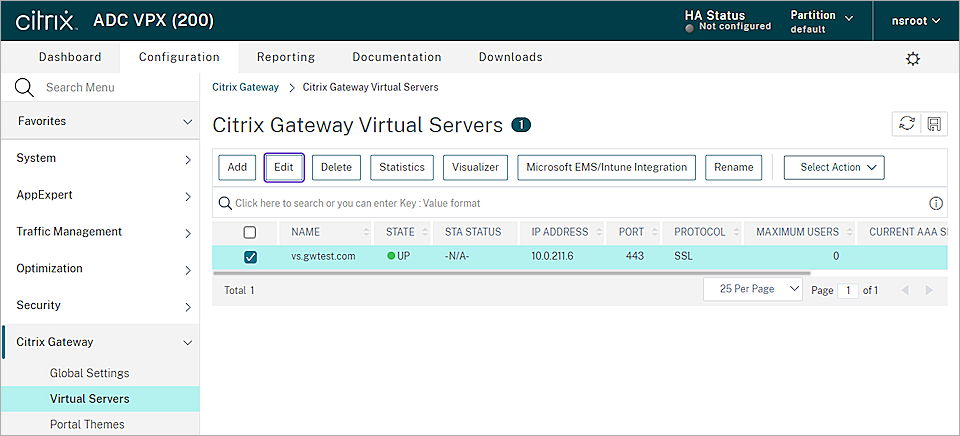 citrix ADC VPX (200)
HA Status
Not configured
Partition
default
nsroot
Dashboard Configuration Reporting Documentation Downloads
Search Menu
Favorites
System
AppExpert
Traffic Management
Optimization
Security
Citrix Gateway
Global Settings
Virtual Servers
Portal Themes
Citrix Gateway > Citrix Gateway Virtual Servers
Citrix Gateway Virtual Servers 1
Add Edit Delete Statistics Visualizer Microsoft EMS/Intune Integration Rename Select Action
Click here to search or you can enter Key : Value format
NAME STATE STA STATUS IP ADDRESS PORT PROTOCOL MAXIMUM USERS CURRENT AAA S
vs.gwtest.com UP -N/A- 10.0.211.6 443 SSL 0
Total 1 25 Per Page Page 1 of 1